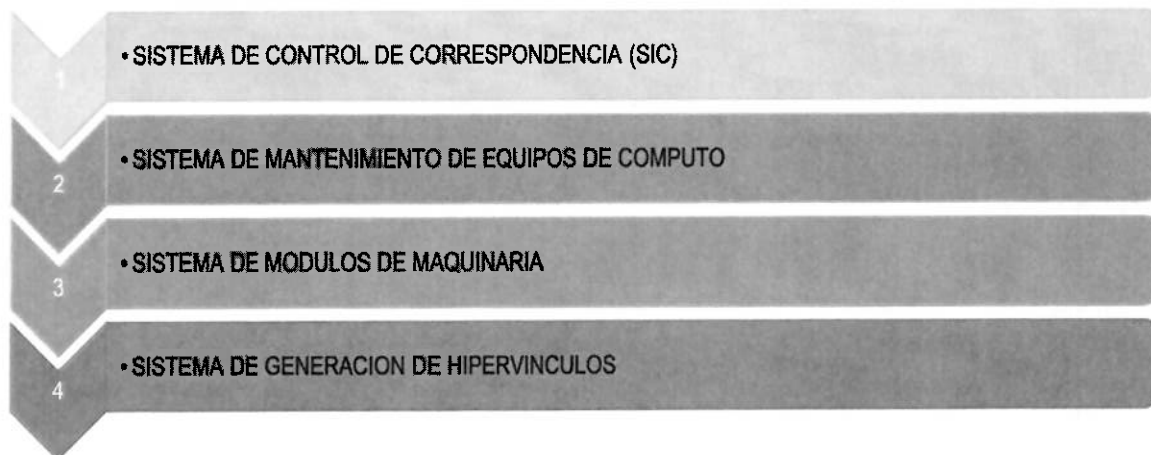 1
• SISTEMA DE CONTROL DE CORRESPONDENCIA (SIC)
2
• SISTEMA DE MANTENIMIENTO DE EQUIPOS DE COMPUTO
3
• SISTEMA DE MODULOS DE MAQUINARIA
4
• SISTEMA DE GENERACION DE HIPERVINCULOS